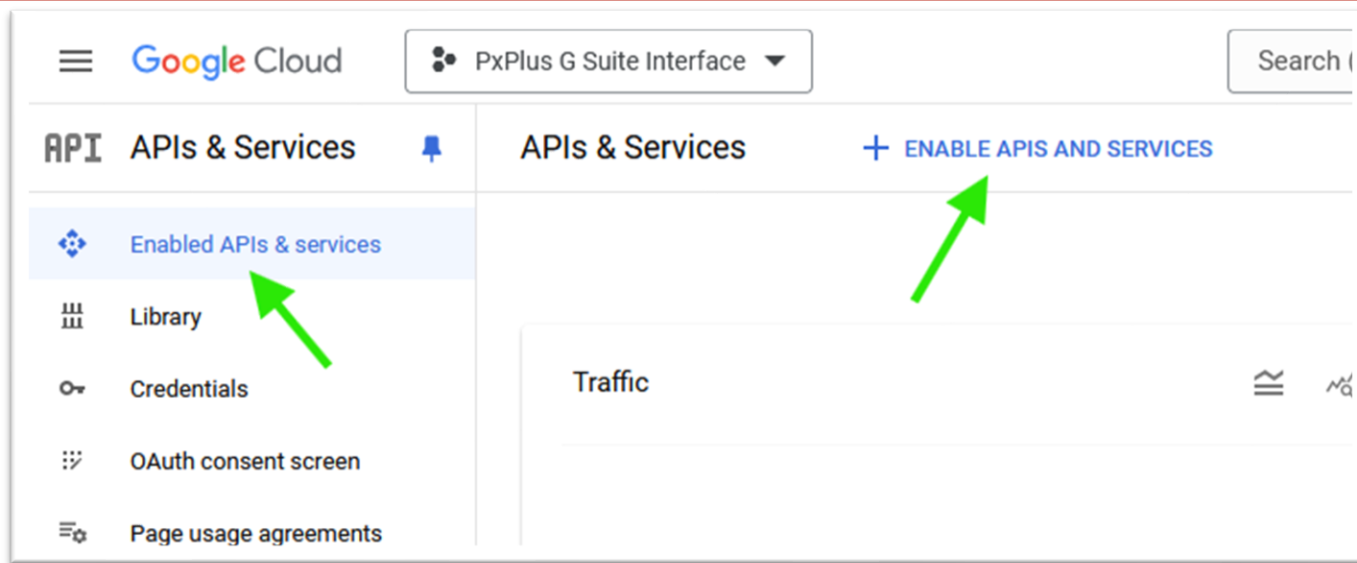 Google Cloud
PxPlus G Suite Interface
Search (
API
APIs & Services
APIs & Services
+ ENABLE APIS AND SERVICES
Enabled APIs & services
Library
Credentials
OAuth consent screen
Page usage agreements
Traffic